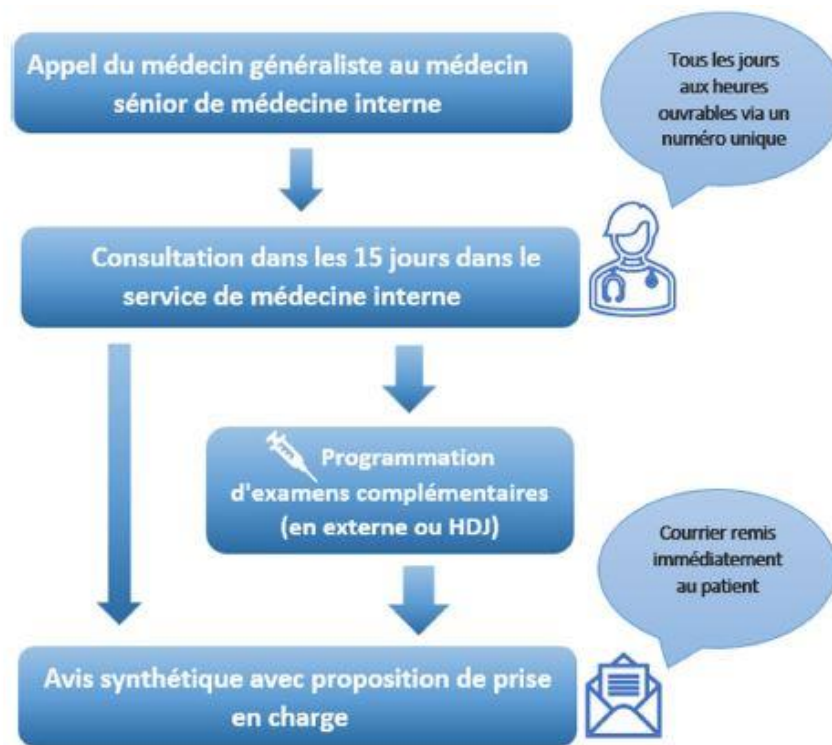 Appel du médecin généraliste au médecin
sénior de médecine interne
Tous les jours
aux heures
ouvrables via un
numéro unique
Consultation dans les 15 jours dans le
service de médecine interne
Programmation
d'examens complémentaires
(en externe ou HDJ)
Courrier remis
immédiatement
au patient
Avis synthétique avec proposition de prise
en charge